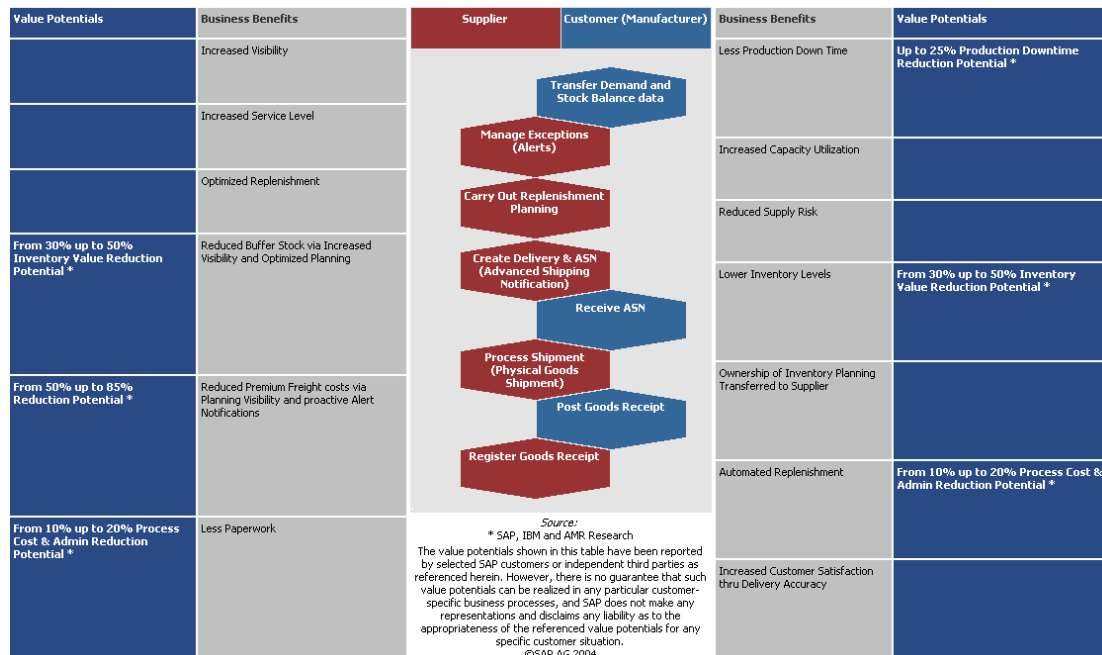 Value Potentials
Business Benefits
Supplier
Customer (Manufacturer)
Business Benefits
Value Potentials
Increased Visibility
Increased Service Level
Optimized Replenishment
From 30% up to 50%
Inventory Value Reduction
Potential *
Reduced Buffer Stock via Increased
Visibility and Optimized Planning
From 50% up to 85%
Reduction Potential *
Reduced Premium Freight costs via
Planning Visibility and proactive Alert
Notifications
From 10% up to 20% Process
Cost & Admin Reduction
Potential *
Less Paperwork
Transfer Demand and
Stock Balance data
Manage Exceptions
(Alerts)
Carry Out Replenishment
Planning
Create Delivery & ASN
(Advanced Shipping
Notification)
Receive ASN
Process Shipment
(Physical Goods
Shipment)
Post Goods Receipt
Register Goods Receipt
Source:
* SAP, IBM and AMR Research
The value potentials shown in this table have been reported
by selected SAP customers or independent third parties as
referenced herein. However, there is no guarantee that such
value potentials can be realized in any particular customer-
specific business processes, and SAP does not make any
representations and disclaims any liability as to the
appropriateness of the referenced value potentials for any
specific customer situation.
©SAP AG 2004
Less Production Down Time
Up to 25% Production Downtime
Reduction Potential *
Increased Capacity Utilization
Reduced Supply Risk
Lower Inventory Levels
From 30% up to 50% Inventory
Value Reduction Potential *
Ownership of Inventory Planning
Transferred to Supplier
Automated Replenishment
From 10% up to 20% Process Cost &
Admin Reduction Potential *
Increased Customer Satisfaction
thru Delivery Accuracy